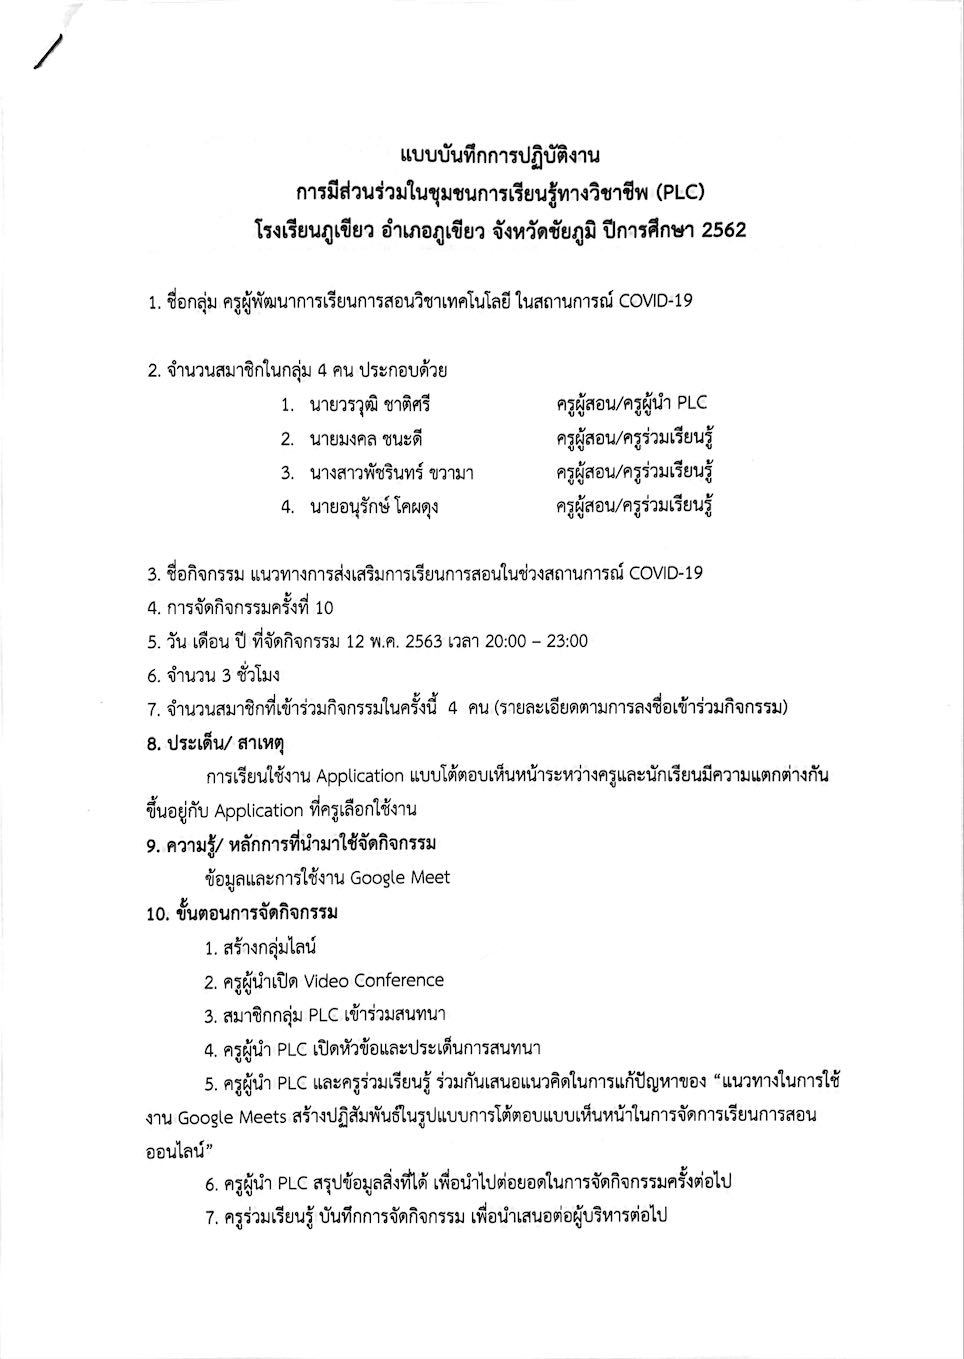 แบบบันทึกการปฏิบัติงาน
การมีส่วนร่วมในชุมชนการเรียนรู้ทางวิชาชีพ (PLC)
โรงเรียนภูเขียว อำเภอภูเขียว จังหวัดชัยภูมิ ปีการศึกษา 2562
1. ชื่อกลุ่ม ครูผู้พัฒนาการเรียนการสอนวิชาเทคโนโลยี ในสถานการณ์ COVID-19
2. จำนวนสมาชิกในกลุ่ม 4 คน ประกอบด้วย
1. นายวรวุฒิ ชาติศรี ครูผู้สอน/ครูผู้นำ PLC
2. นายมงคล ชนะดี ครูผู้สอน/ครูร่วมเรียนรู้
3. นางสาวพัชรินทร์ ขวามา ครูผู้สอน/ครูร่วมเรียนรู้
4. นายอนุรักษ์ โคผดุง ครูผู้สอน/ครูร่วมเรียนรู้
3. ชื่อกิจกรรม แนวทางการส่งเสริมการเรียนการสอนในช่วงสถานการณ์ COVID-19
4. การจัดกิจกรรมครั้งที่ 10
5. วัน เดือน ปี ที่จัดกิจกรรม 12 พ.ค. 2563 เวลา 20:00 – 23:00
6. จำนวน 3 ชั่วโมง
7. จำนวนสมาชิกที่เข้าร่วมกิจกรรมในครั้งนี้ 4 คน (รายละเอียดตามการลงชื่อเข้าร่วมกิจกรรม)
8. ประเด็น/ สาเหตุ
การเรียนใช้งาน Application แบบโต้ตอบเห็นหน้าระหว่างครูและนักเรียนมีความแตกต่างกัน
ขึ้นอยู่กับ Application ที่ครูเลือกใช้งาน
9. ความรู้/ หลักการที่นำมาใช้จัดกิจกรรม
ข้อมูลและการใช้งาน Google Meet
10. ขั้นตอนการจัดกิจกรรม
1. สร้างกลุ่มไลน์
2. ครูผู้นำเปิด Video Conference
3. สมาชิกกลุ่ม PLC เข้าร่วมสนทนา
4. ครูผู้นำ PLC เปิดหัวข้อและประเด็นการสนทนา
5. ครูผู้นำ PLC และครูร่วมเรียนรู้ ร่วมกันเสนอแนวคิดในการแก้ปัญหาของ “แนวทางในการใช้
งาน Google Meets สร้างปฏิสัมพันธ์ในรูปแบบการโต้ตอบแบบเห็นหน้าในการจัดการเรียนการสอน
ออนไลน์”
6. ครูผู้นำ PLC สรุปข้อมูลสิ่งที่ได้ เพื่อนำไปต่อยอดในการจัดกิจกรรมครั้งต่อไป
7. ครูร่วมเรียนรู้ บันทึกการจัดกิจกรรม เพื่อนำเสนอต่อผู้บริหารต่อไป